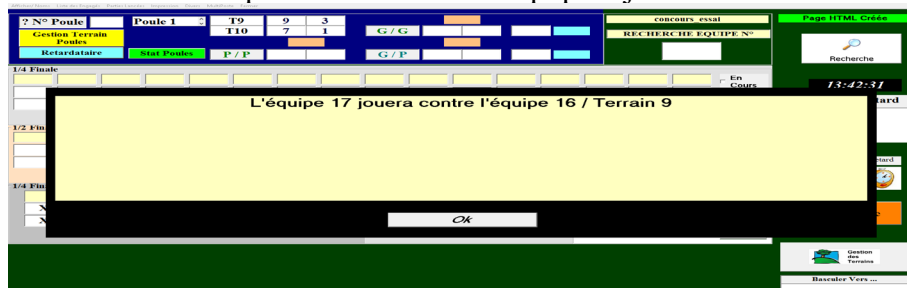 ? N° Poule Poule 1 T9 9 3
Gestion Terrain Poules T10 7 1 G / G
Retardataire Stat Poules P / P G / P
concours_essai
RECHERCHE EQUIPE N°
Page HTML Créée
Recherche
1/4 Finale
En Cours
13:42:31
L'équipe 17 jouera contre l'équipe 16 / Terrain 9
Ok
1/2 Fin
1/4 Fin
X
X
tard
Gestion des Terrains
Basculer Vers ...